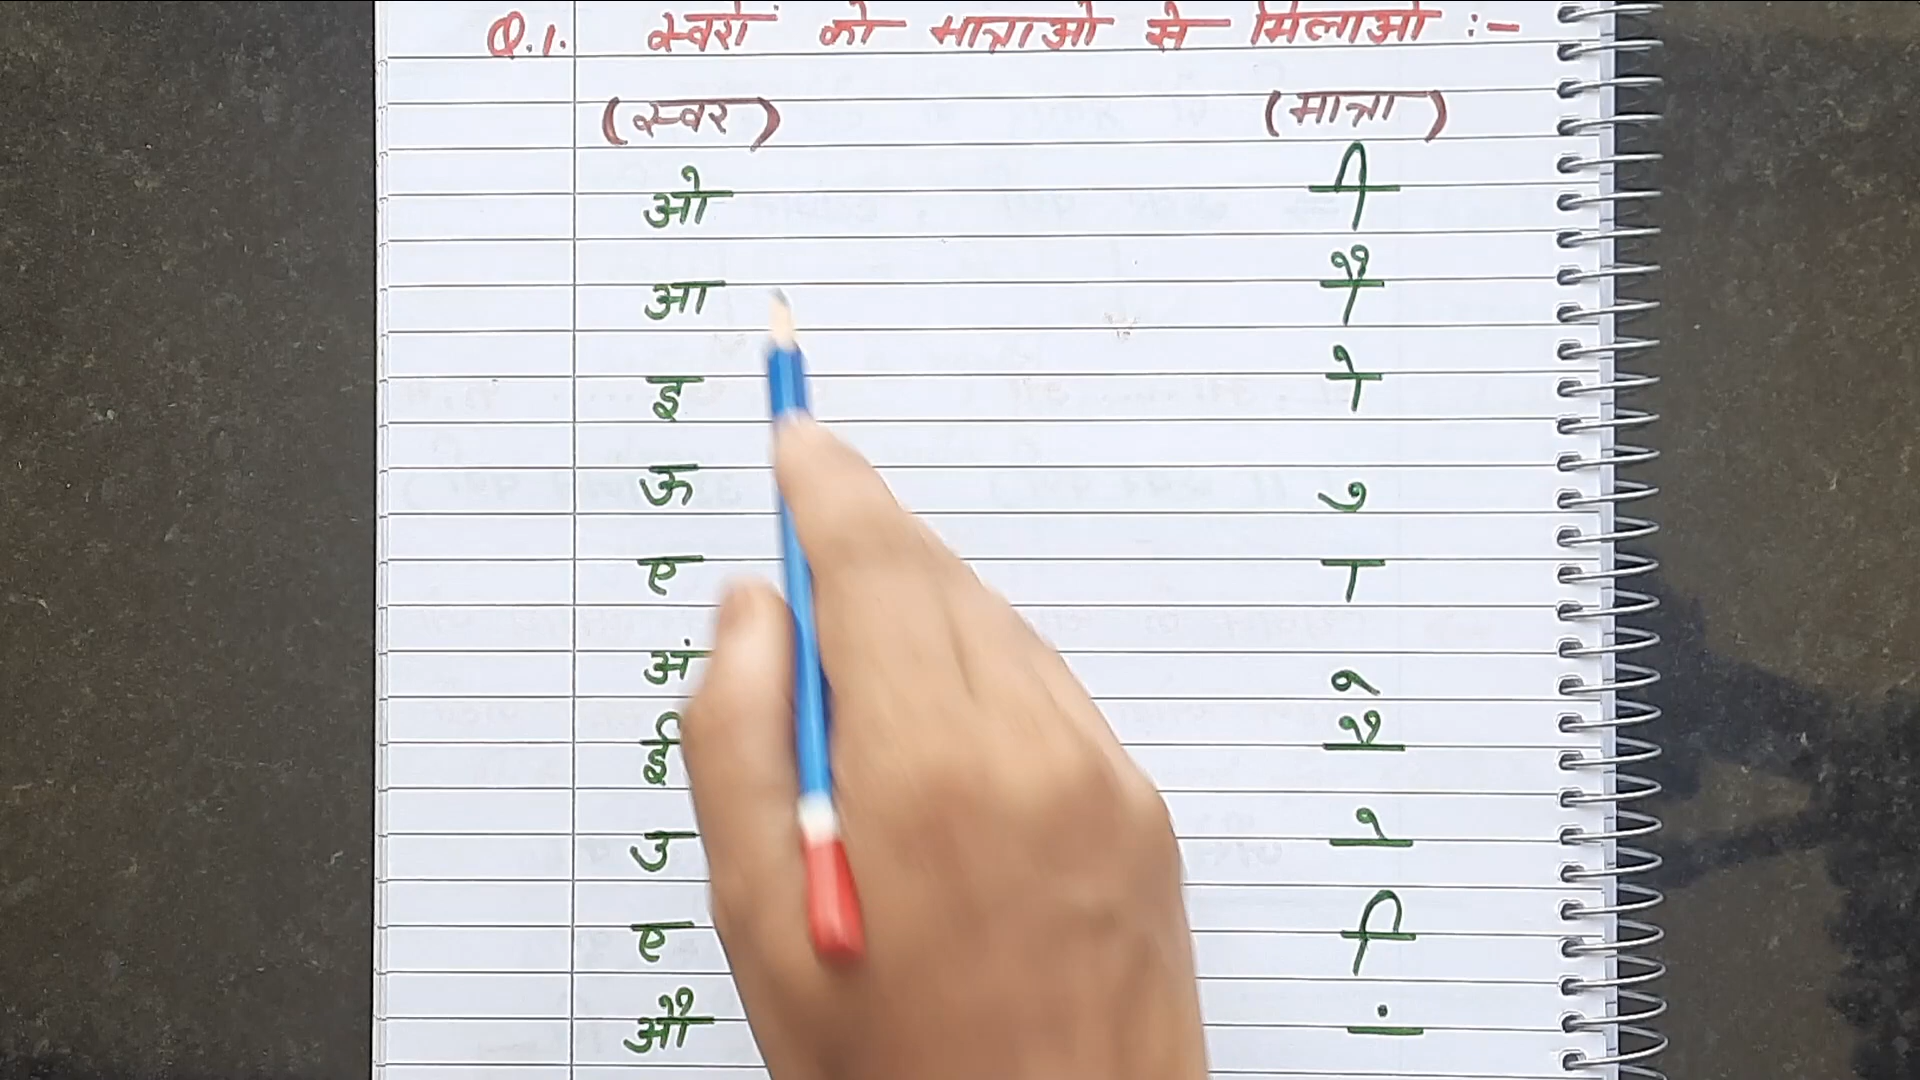 Q.1. स्वरों को मात्राओ से मिलाओ :-
(स्वर) (मात्रा)
ओ ी
आ ौ
इ ो
ऊ ु
ए ा
अं ू
ई ै
उ े
ए ि
औ ं